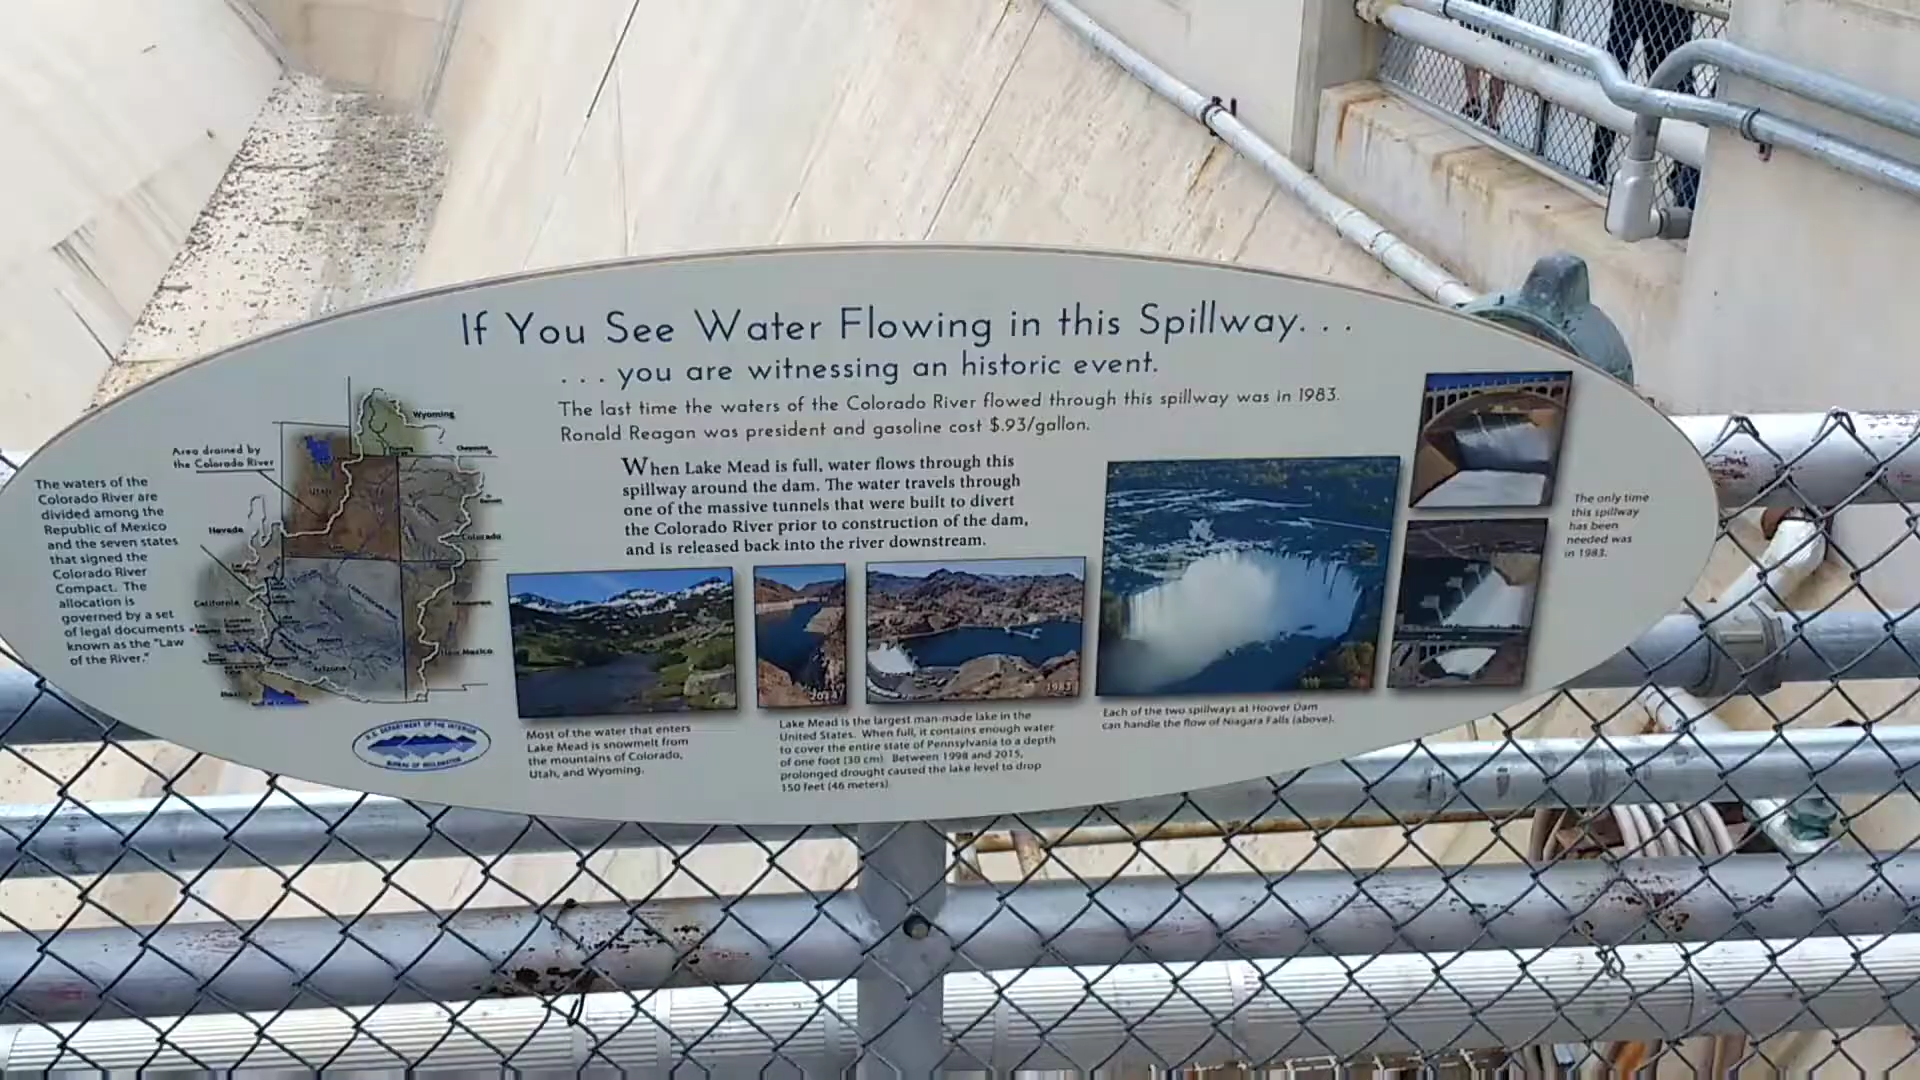 If You See Water Flowing in this Spillway. . .
. . . you are witnessing an historic event.
The last time the waters of the Colorado River flowed through this spillway was in 1983.
Ronald Reagan was president and gasoline cost $.93/gallon.
When Lake Mead is full, water flows through this
spillway around the dam. The water travels through
one of the massive tunnels that were built to divert
the Colorado River prior to construction of the dam,
and is released back into the river downstream.
The waters of the
Colorado River are
divided among the
Republic of Mexico
and the seven states
that signed the
Colorado River
Compact. The
allocation is
governed by a set
of legal documents
known as the "Law
of the River."
Area drained by
the Colorado River
Wyoming
Cheyenne
Utah
Nevada
Colorado
California
Arizona
New Mexico
U.S. DEPARTMENT OF THE INTERIOR
BUREAU OF RECLAMATION
Most of the water that enters
Lake Mead is snowmelt from
the mountains of Colorado,
Utah, and Wyoming.
2014
1983
Lake Mead is the largest man-made lake in the
United States. When full, it contains enough water
to cover the entire state of Pennsylvania to a depth
of one foot (30 cm). Between 1998 and 2015,
prolonged drought caused the lake level to drop
150 feet (46 meters).
Each of the two spillways at Hoover Dam
can handle the flow of Niagara Falls (above).
The only time
this spillway
has been
needed was
in 1983.